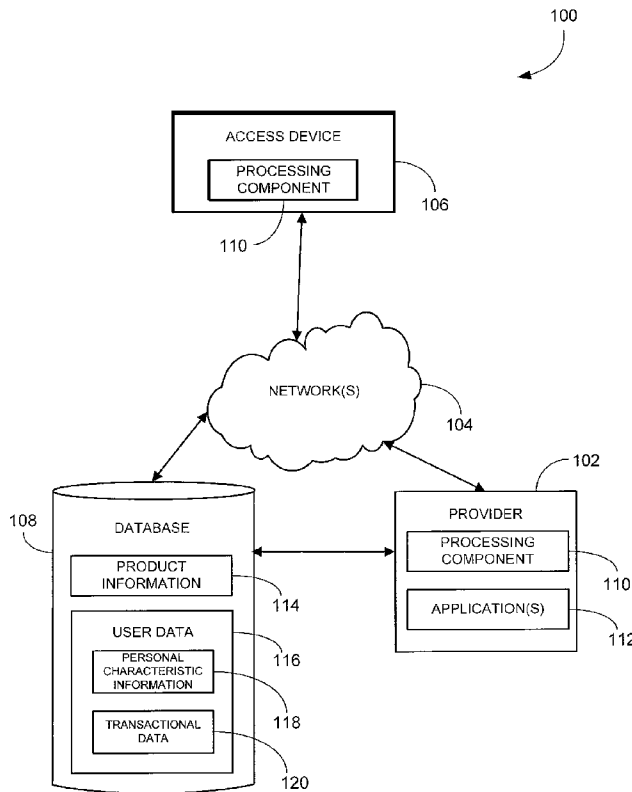 100
ACCESS DEVICE
PROCESSING
COMPONENT
110
106
NETWORK(S)
104
102
108
DATABASE
PRODUCT
INFORMATION
114
USER DATA
116
PERSONAL
CHARACTERISTIC
INFORMATION
118
TRANSACTIONAL
DATA
120
PROVIDER
PROCESSING
COMPONENT
110
APPLICATION(S)
112